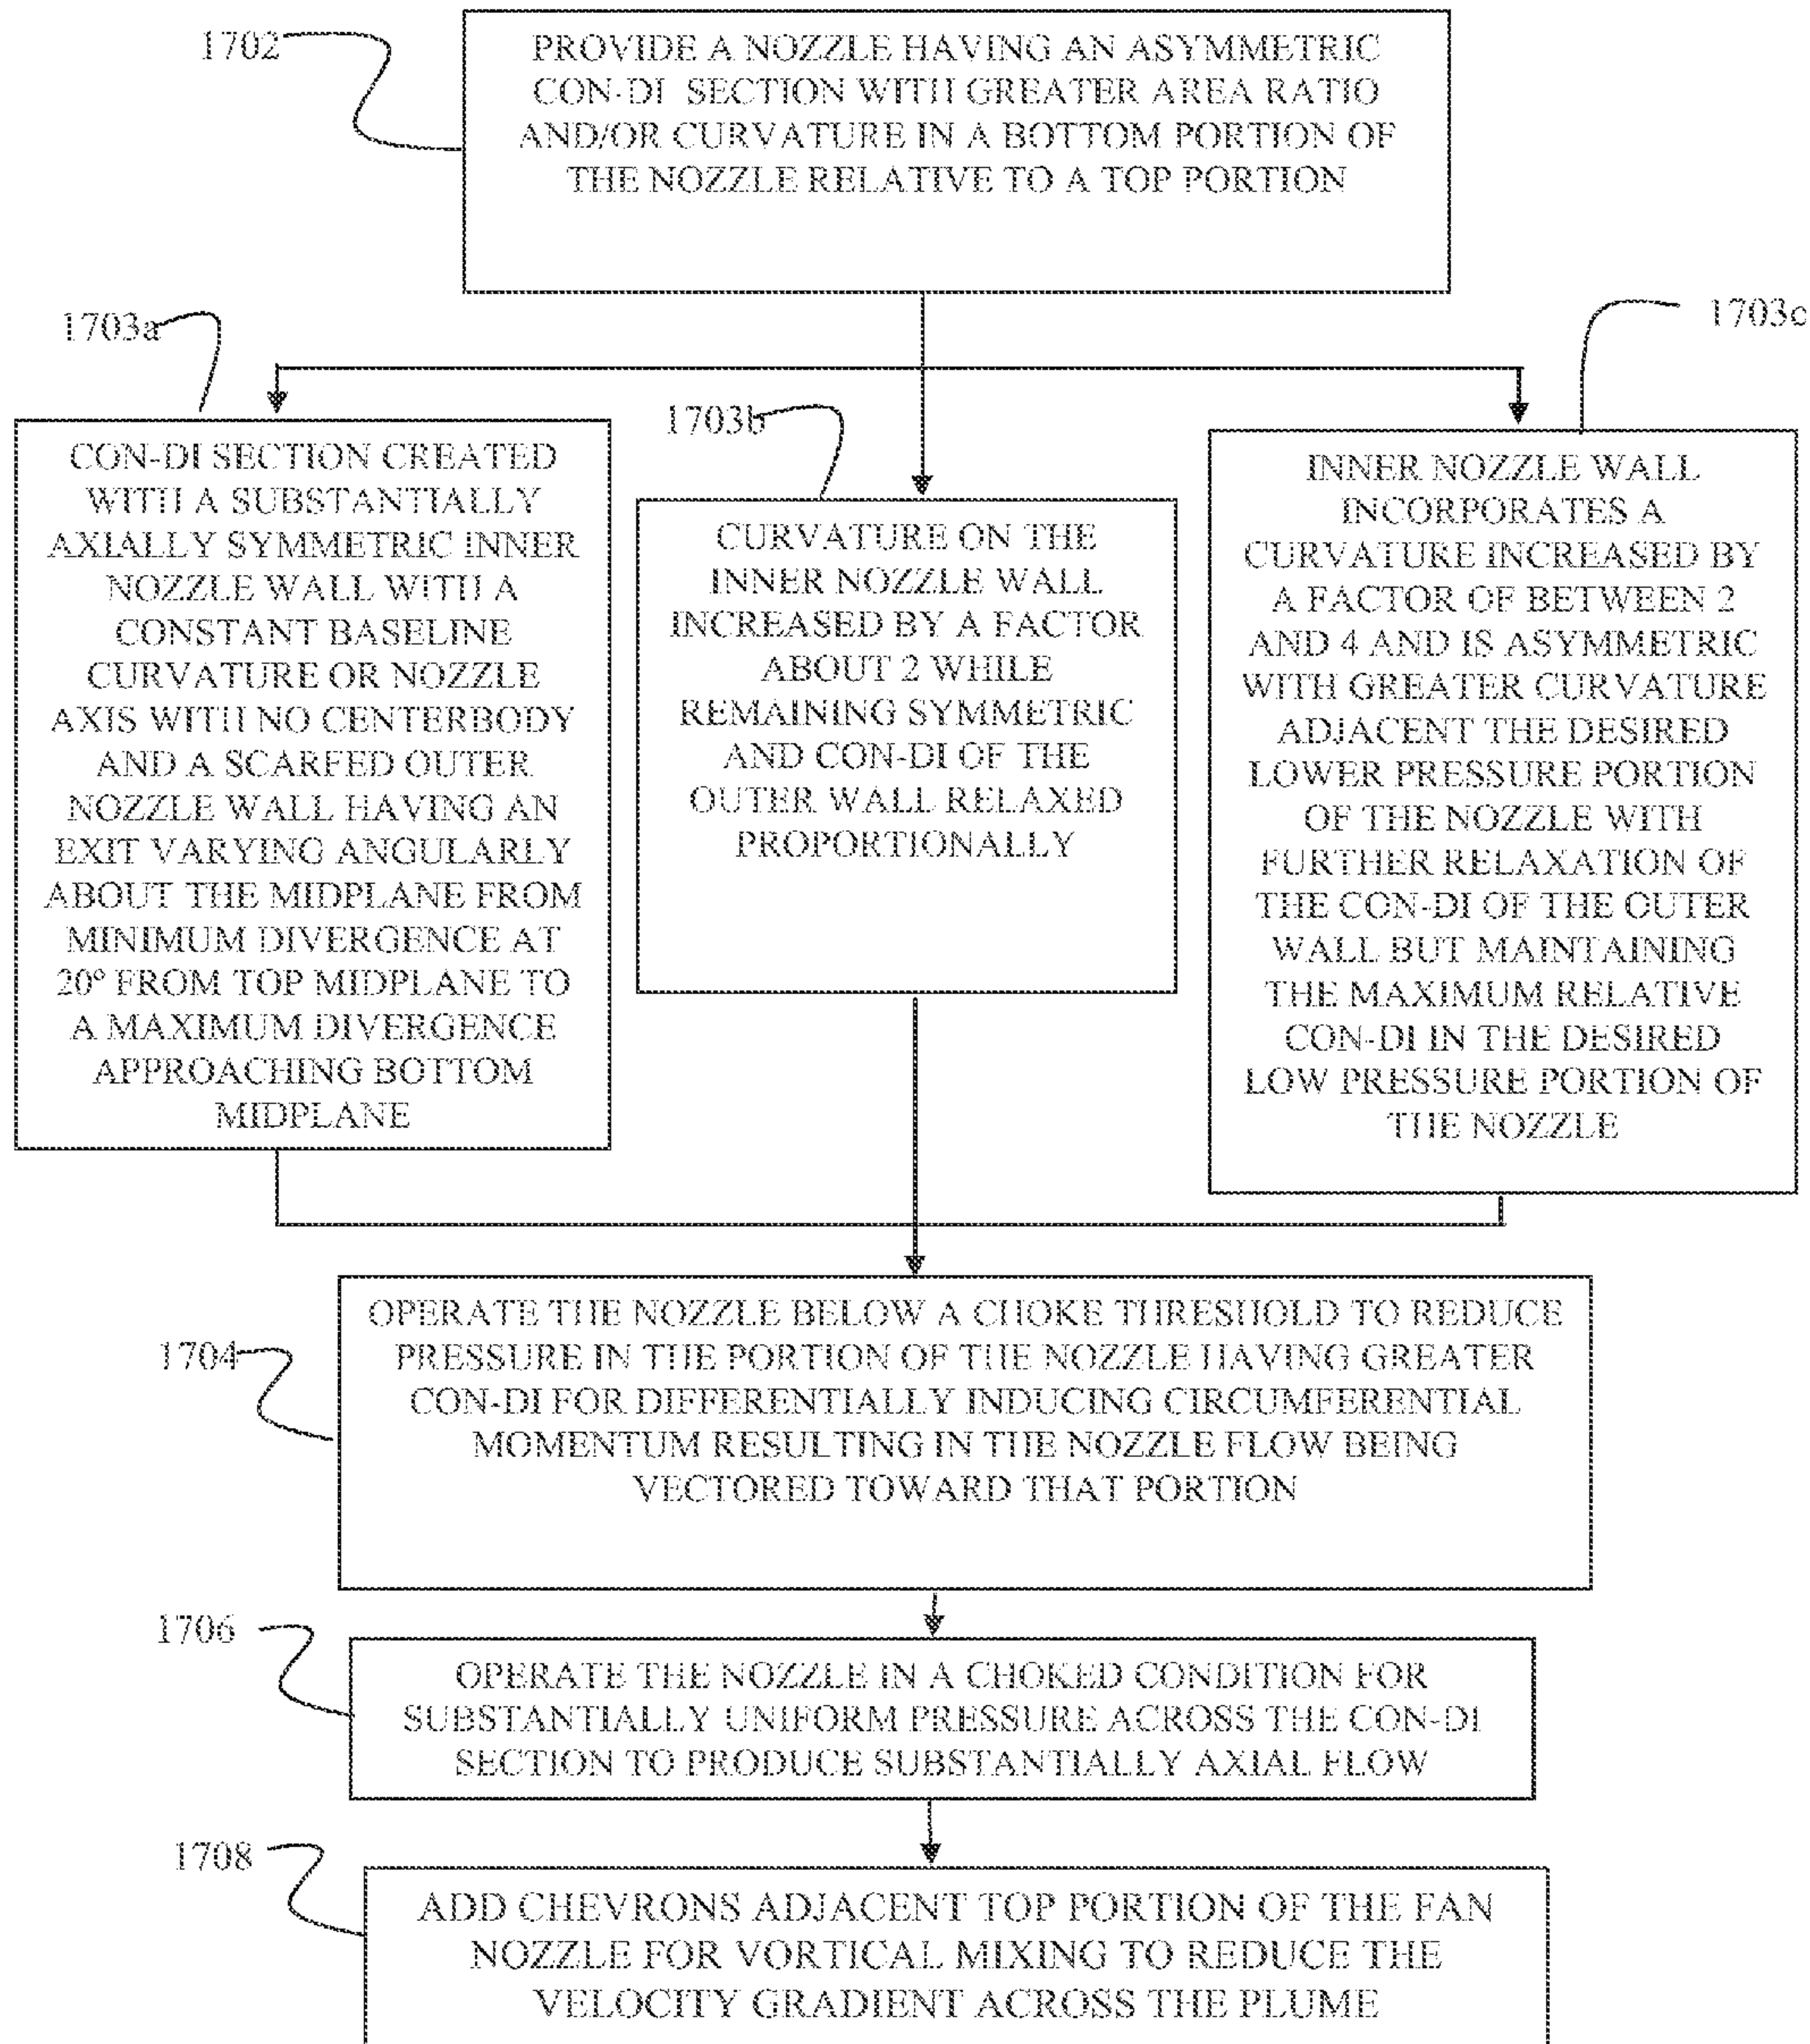 1702
PROVIDE A NOZZLE HAVING AN ASYMMETRIC
CON-DI SECTION WITH GREATER AREA RATIO
AND/OR CURVATURE IN A BOTTOM PORTION OF
THE NOZZLE RELATIVE TO A TOP PORTION
1703a
CON-DI SECTION CREATED
WITH A SUBSTANTIALLY
AXIALLY SYMMETRIC INNER
NOZZLE WALL WITH A
CONSTANT BASELINE
CURVATURE OR NOZZLE
AXIS WITH NO CENTERBODY
AND A SCARFED OUTER
NOZZLE WALL HAVING AN
EXIT VARYING ANGULARLY
ABOUT THE MIDPLANE FROM
MINIMUM DIVERGENCE AT
20º FROM TOP MIDPLANE TO
A MAXIMUM DIVERGENCE
APPROACHING BOTTOM
MIDPLANE
1703b
CURVATURE ON THE
INNER NOZZLE WALL
INCREASED BY A FACTOR
ABOUT 2 WHILE
REMAINING SYMMETRIC
AND CON-DI OF THE
OUTER WALL RELAXED
PROPORTIONALLY
1703c
INNER NOZZLE WALL
INCORPORATES A
CURVATURE INCREASED BY
A FACTOR OF BETWEEN 2
AND 4 AND IS ASYMMETRIC
WITH GREATER CURVATURE
ADJACENT THE DESIRED
LOWER PRESSURE PORTION
OF THE NOZZLE WITH
FURTHER RELAXATION OF
THE CON-DI OF THE OUTER
WALL BUT MAINTAINING
THE MAXIMUM RELATIVE
CON-DI IN THE DESIRED
LOW PRESSURE PORTION OF
THE NOZZLE
1704
OPERATE THE NOZZLE BELOW A CHOKE THRESHOLD TO REDUCE
PRESSURE IN THE PORTION OF THE NOZZLE HAVING GREATER
CON-DI FOR DIFFERENTIALLY INDUCING CIRCUMFERENTIAL
MOMENTUM RESULTING IN THE NOZZLE FLOW BEING
VECTORED TOWARD THAT PORTION
1706
OPERATE THE NOZZLE IN A CHOKED CONDITION FOR
SUBSTANTIALLY UNIFORM PRESSURE ACROSS THE CON-DI
SECTION TO PRODUCE SUBSTANTIALLY AXIAL FLOW
1708
ADD CHEVRONS ADJACENT TOP PORTION OF THE FAN
NOZZLE FOR VORTICAL MIXING TO REDUCE THE
VELOCITY GRADIENT ACROSS THE PLUME